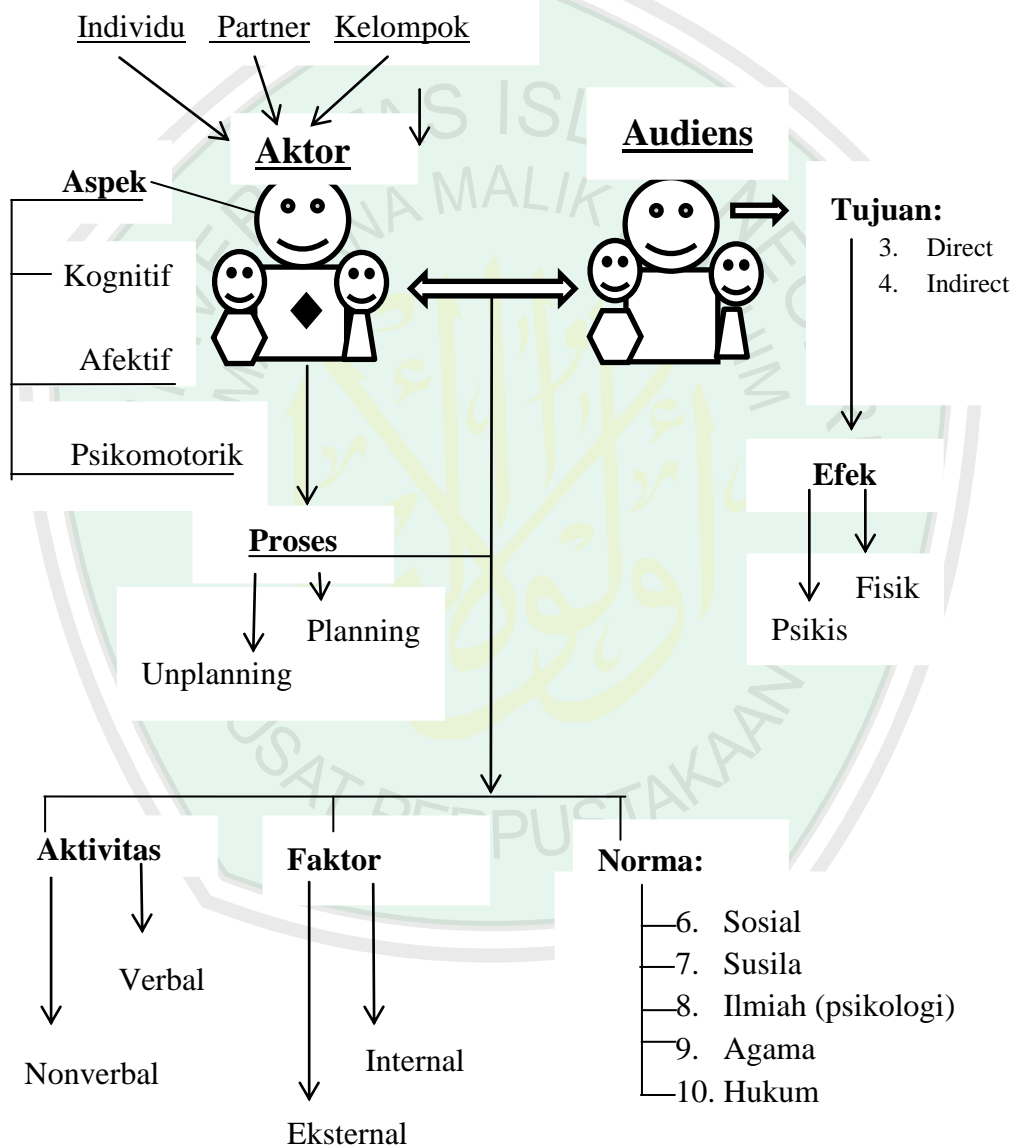 Individu Partner Kelompok
Aktor
Audiens
Aspek
Kognitif
Afektif
Psikomotorik
Tujuan:
3. Direct
4. Indirect
Efek
Fisik
Psikis
Proses
Planning
Unplanning
Aktivitas
Verbal
Nonverbal
Faktor
Internal
Eksternal
Norma:
6. Sosial
7. Susila
8. Ilmiah (psikologi)
9. Agama
10. Hukum
MALIK